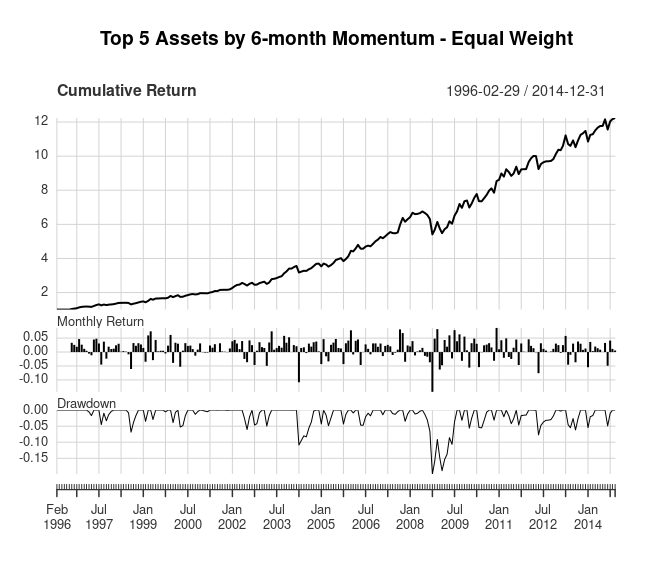 Top 5 Assets by 6-month Momentum - Equal Weight
Cumulative Return 1996-02-29 / 2014-12-31
12
10
8
6
4
2
Monthly Return
0.05
0.00
-0.05
-0.10
Drawdown
0.00
-0.05
-0.10
-0.15
Feb Jul Jan Jul Jan Jul Jan Jul Jan Jul Jan Jul Jan
1996 1997 1999 2000 2002 2003 2005 2006 2008 2009 2011 2012 2014